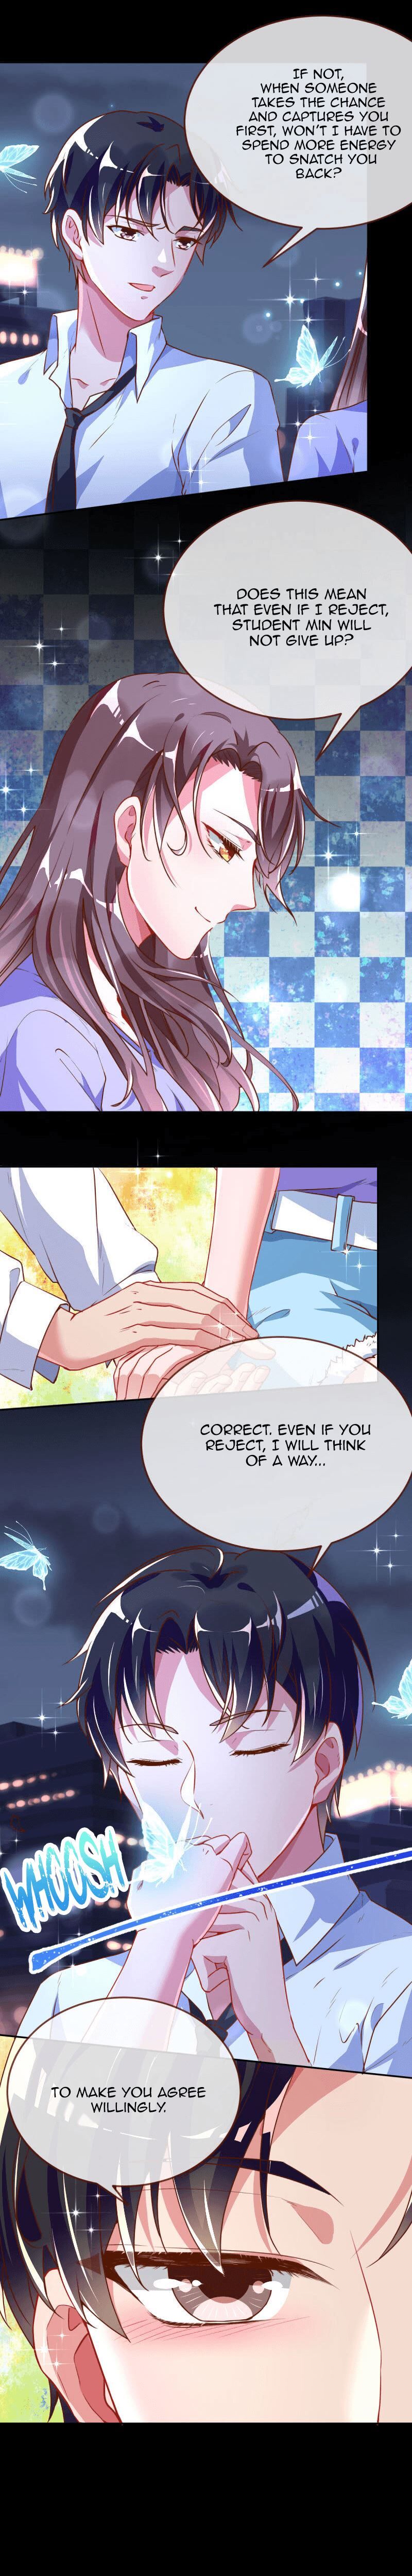 IF NOT,
WHEN SOMEONE
TAKES THE CHANCE
AND CAPTURES YOU
FIRST, WON'T I HAVE TO
SPEND MORE ENERGY
TO SNATCH YOU
BACK?
DOES THIS MEAN
THAT EVEN IF I REJECT,
STUDENT MIN WILL
NOT GIVE UP?
CORRECT. EVEN IF YOU
REJECT, I WILL THINK
OF A WAY...
WHOOSH
TO MAKE YOU AGREE
WILLINGLY.